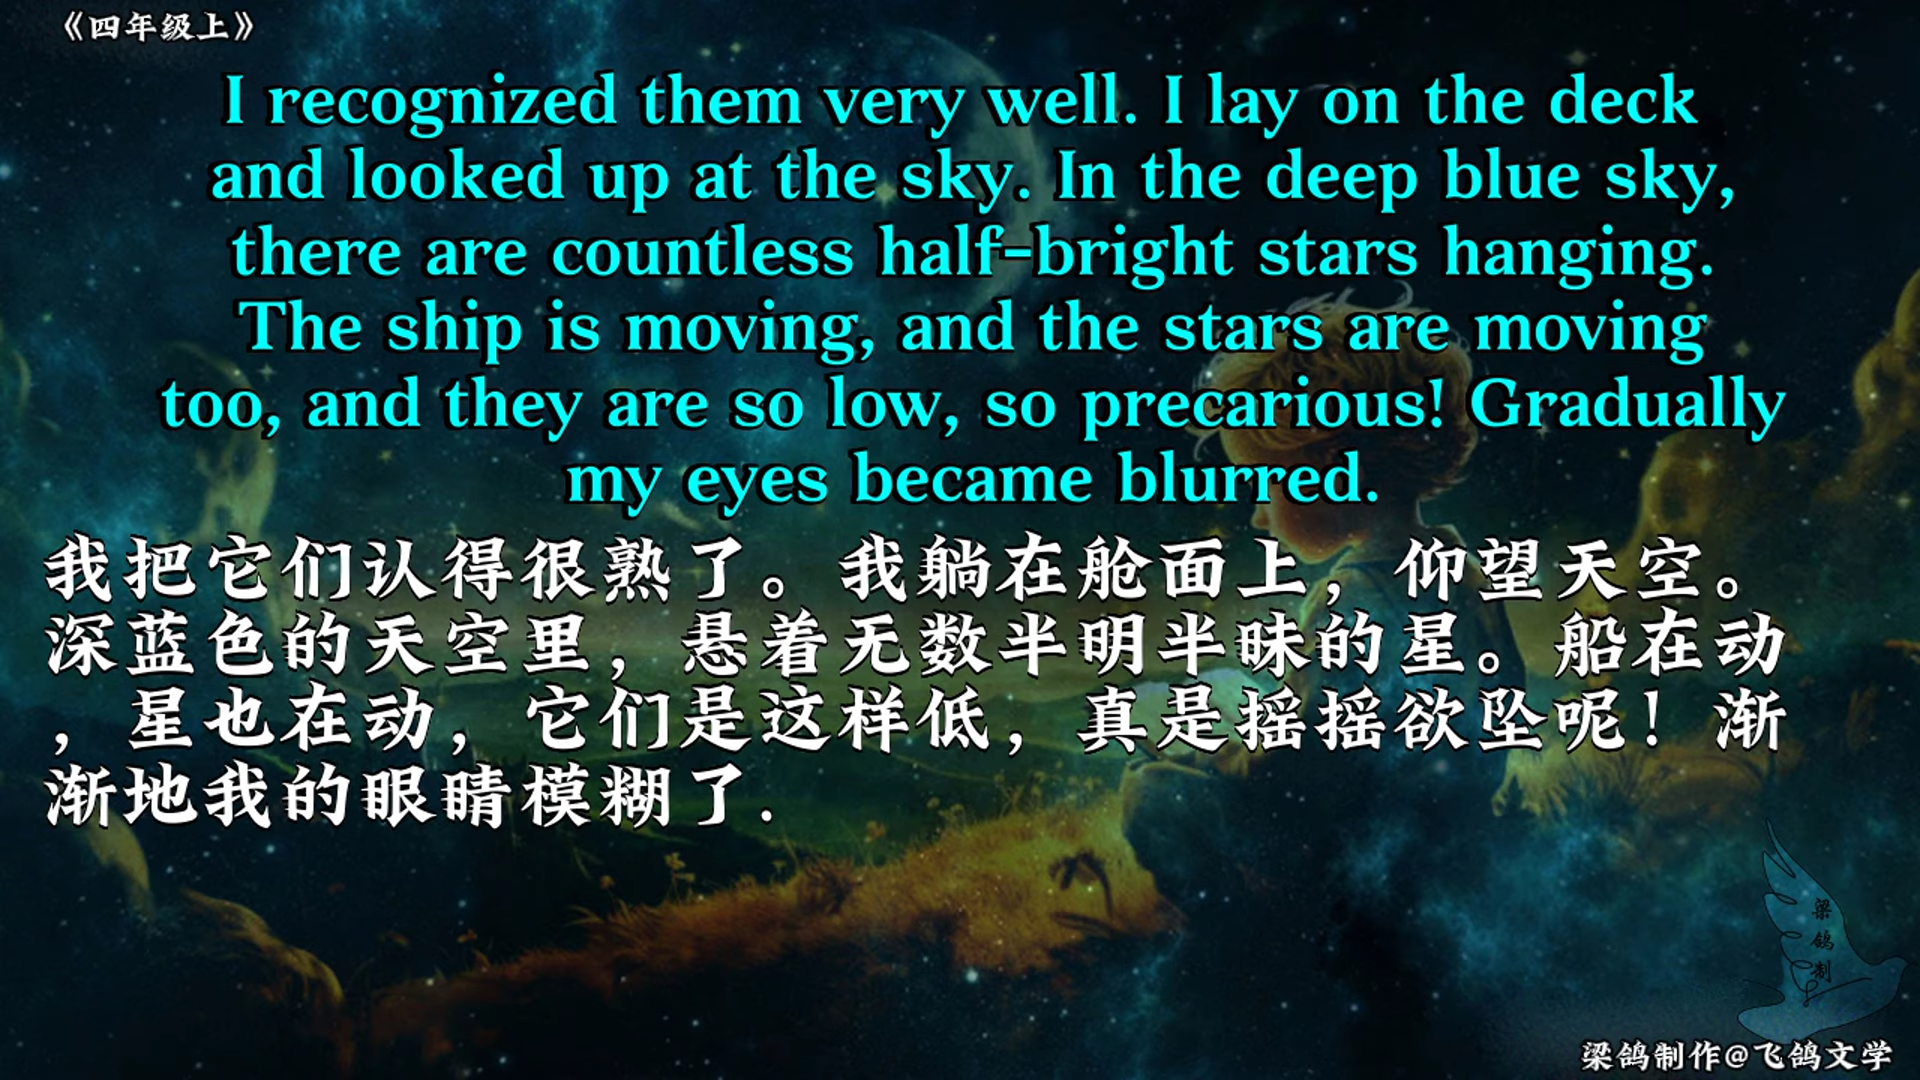 《四年级上》
I recognized them very well. I lay on the deck
and looked up at the sky. In the deep blue sky,
there are countless half-bright stars hanging.
The ship is moving, and the stars are moving
too, and they are so low, so precarious! Gradually
my eyes became blurred.
我把它们认得很熟了。我躺在舱面上，仰望天空。
深蓝色的天空里，悬着无数半明半昧的星。船在动
，星也在动，它们是这样低，真是摇摇欲坠呢！渐
渐地我的眼睛模糊了.
梁
鸽
制
梁鸽制作@飞鸽文学